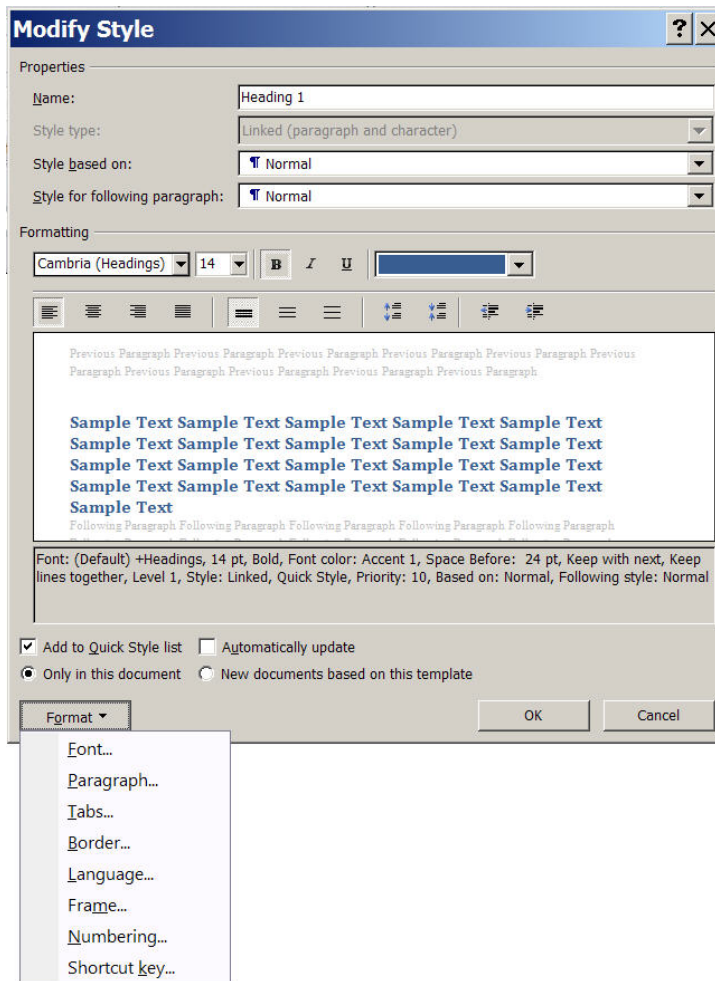 Modify Style
Properties
Name:
Heading 1
Style type:
Linked (paragraph and character)
Style based on:
¶ Normal
Style for following paragraph:
¶ Normal
Formatting
Cambria (Headings) 14 B I U
Previous Paragraph Previous Paragraph Previous Paragraph Previous Paragraph Previous Paragraph Previous
Paragraph Previous Paragraph Previous Paragraph Previous Paragraph Previous Paragraph
Sample Text Sample Text Sample Text Sample Text Sample Text
Sample Text Sample Text Sample Text Sample Text Sample Text
Sample Text Sample Text Sample Text Sample Text Sample Text
Sample Text Sample Text Sample Text Sample Text Sample Text
Sample Text
Following Paragraph Following Paragraph Following Paragraph Following Paragraph Following Paragraph
Font: (Default) +Headings, 14 pt, Bold, Font color: Accent 1, Space Before: 24 pt, Keep with next, Keep
lines together, Level 1, Style: Linked, Quick Style, Priority: 10, Based on: Normal, Following style: Normal
Add to Quick Style list Automatically update
Only in this document New documents based on this template
Format OK Cancel
Font...
Paragraph...
Tabs...
Border...
Language...
Frame...
Numbering...
Shortcut key...